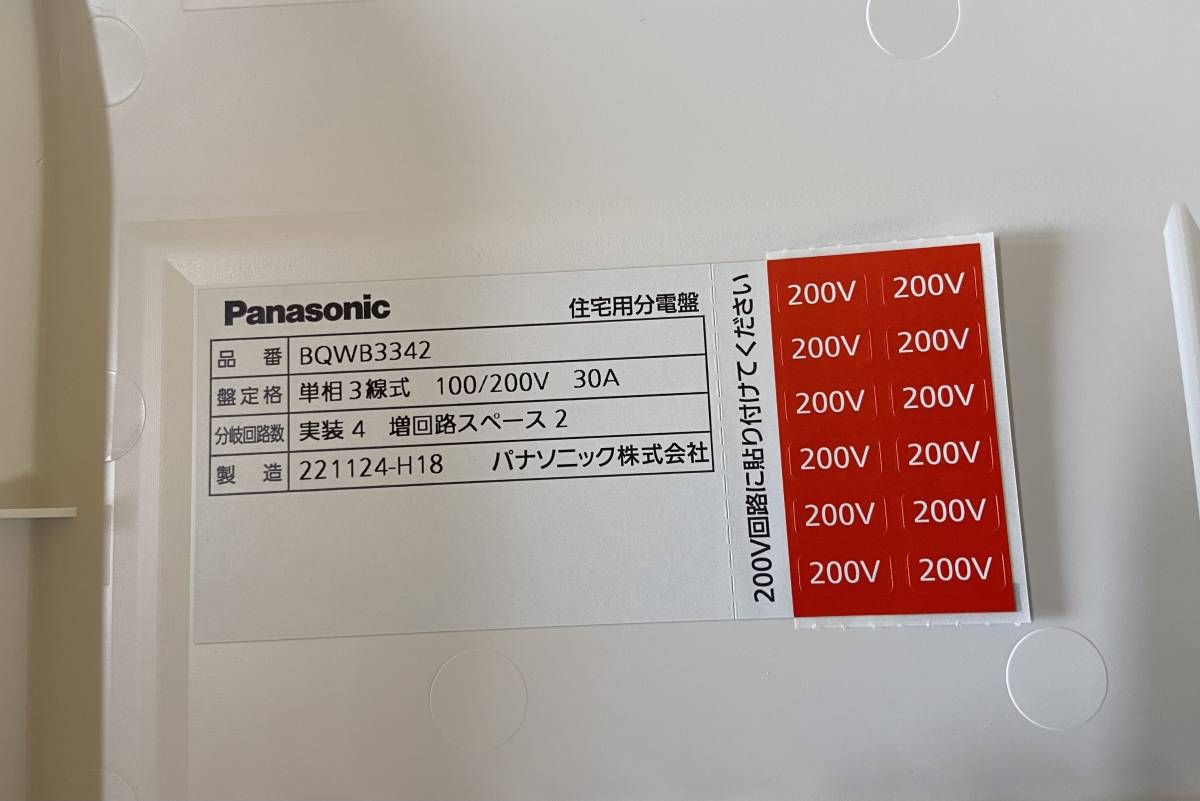 Panasonic 住宅用分電盤
品番 BQWB3342
盤定格 単相3線式 100/200V 30A
分岐回路数 実装4 増回路スペース2
製造 221124-H18 パナソニック株式会社
200V回路に貼り付けてください
200V 200V
200V 200V
200V 200V
200V 200V
200V 200V
200V 200V